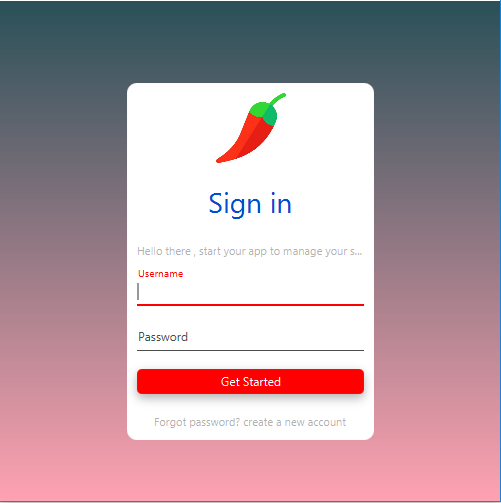 Sign in
Hello there , start your app to manage your s...
Username
Password
Get Started
Forgot password? create a new account